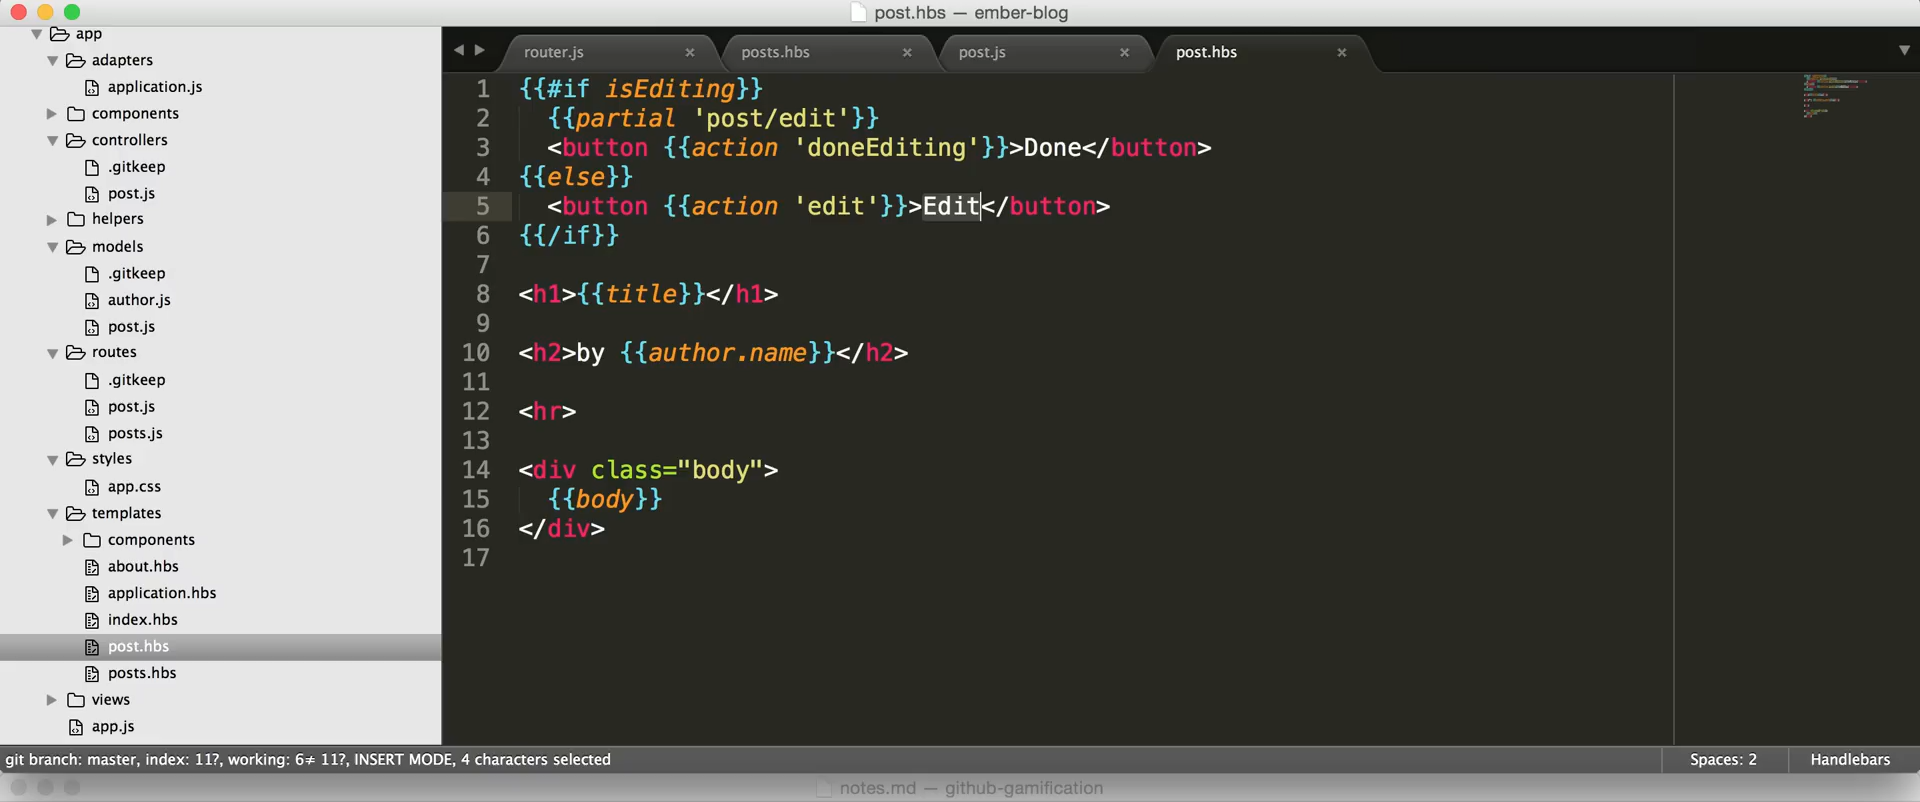 post.hbs — ember-blog
app
adapters
application.js
components
controllers
.gitkeep
post.js
helpers
models
.gitkeep
author.js
post.js
routes
.gitkeep
post.js
posts.js
styles
app.css
templates
components
about.hbs
application.hbs
index.hbs
post.hbs
posts.hbs
views
app.js
router.js × posts.hbs × post.js × post.hbs ×
1 {{#if isEditing}}
2 {{partial 'post/edit'}}
3 <button {{action 'doneEditing'}}>Done</button>
4 {{else}}
5 <button {{action 'edit'}}>Edit</button>
6 {{/if}}
7
8 <h1>{{title}}</h1>
9
10 <h2>by {{author.name}}</h2>
11
12 <hr>
13
14 <div class="body">
15 {{body}}
16 </div>
17
git branch: master, index: 11?, working: 6≠ 11?, INSERT MODE, 4 characters selected Spaces: 2 Handlebars
notes.md — github-gamification